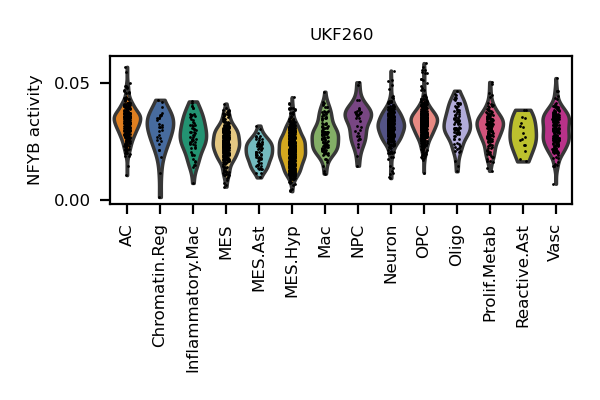 UKF260
NFYB activity
0.05
0.00
AC
Chromatin.Reg
Inflammatory.Mac
MES
MES.Ast
MES.Hyp
Mac
NPC
Neuron
OPC
Oligo
Prolif.Metab
Reactive.Ast
Vasc